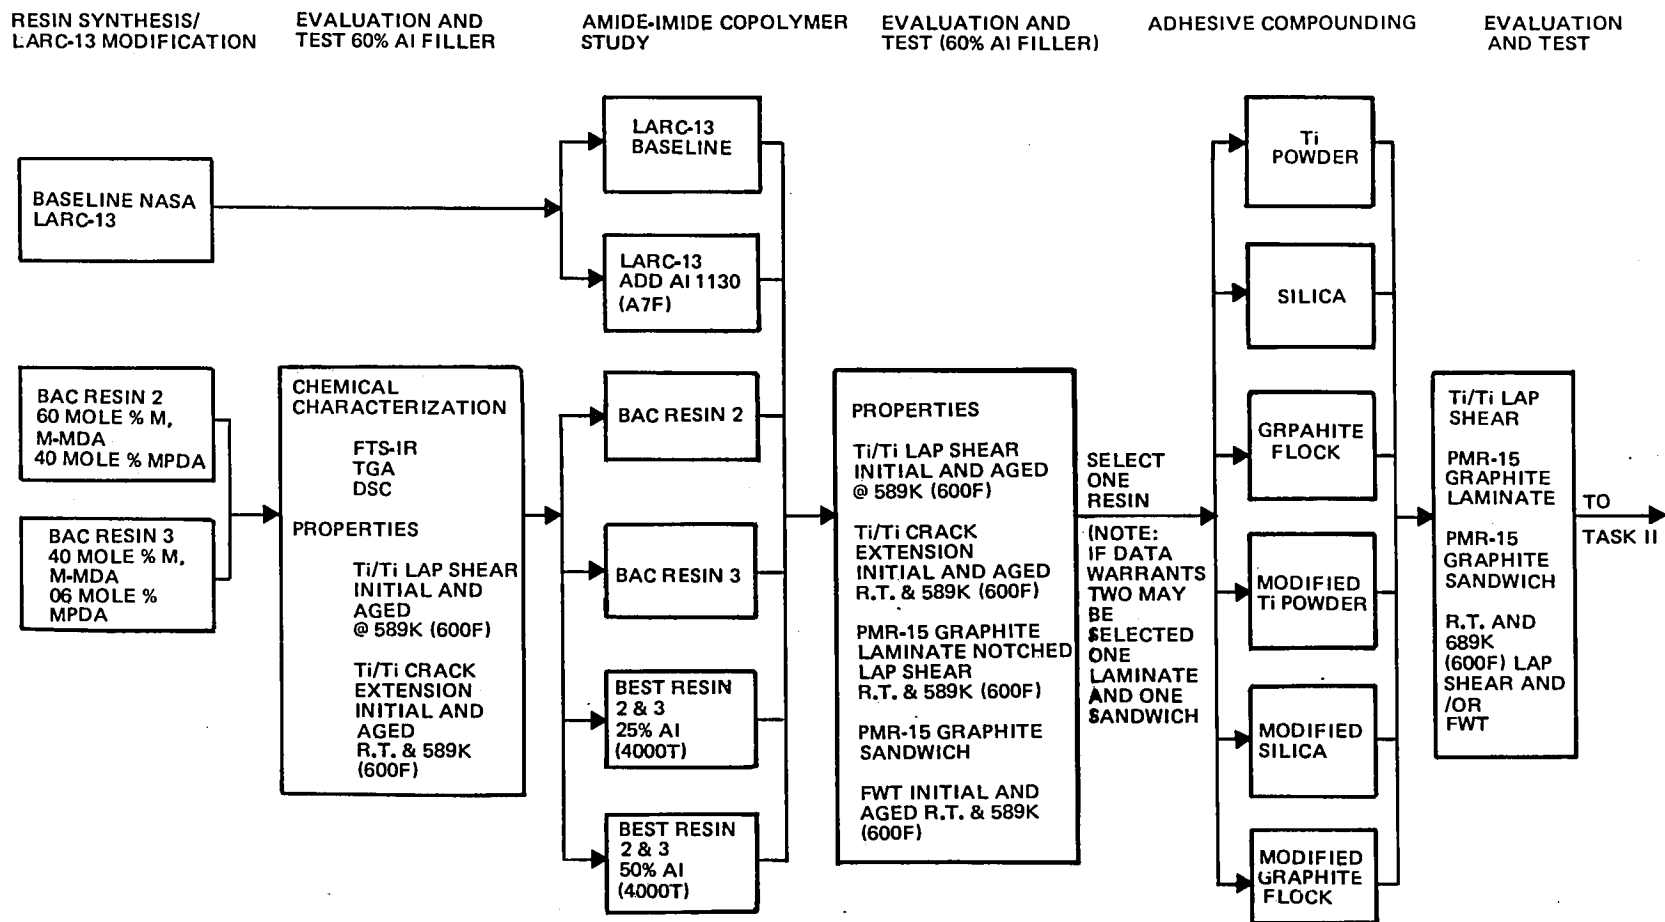 RESIN SYNTHESIS/
LARC-13 MODIFICATION
EVALUATION AND
TEST 60% Al FILLER
AMIDE-IMIDE COPOLYMER
STUDY
EVALUATION AND
TEST (60% Al FILLER)
ADHESIVE COMPOUNDING
EVALUATION
AND TEST
BASELINE NASA
LARC-13
BAC RESIN 2
60 MOLE % M,
M-MDA
40 MOLE % MPDA
BAC RESIN 3
40 MOLE % M,
M-MDA
06 MOLE %
MPDA
CHEMICAL
CHARACTERIZATION
FTS-IR
TGA
DSC
PROPERTIES
Ti/Ti LAP SHEAR
INITIAL AND
AGED
@ 589K (600F)
Ti/Ti CRACK
EXTENSION
INITIAL AND
AGED
R.T. & 589K
(600F)
LARC-13
BASELINE
LARC-13
ADD AI 1130
(A7F)
BAC RESIN 2
BAC RESIN 3
BEST RESIN
2 & 3
25% AI
(4000T)
BEST RESIN
2 & 3
50% AI
(4000T)
PROPERTIES
Ti/Ti LAP SHEAR
INITIAL AND AGED
@ 589K (600F)
Ti/Ti CRACK
EXTENSION
INITIAL AND AGED
R.T. & 589K (600F)
PMR-15 GRAPHITE
LAMINATE NOTCHED
LAP SHEAR
R.T. & 589K (600F)
PMR-15 GRAPHITE
SANDWICH
FWT INITIAL AND
AGED R.T. & 589K
(600F)
SELECT
ONE
RESIN
(NOTE:
IF DATA
WARRANTS
TWO MAY
BE
SELECTED
ONE
LAMINATE
AND ONE
SANDWICH
Ti
POWDER
SILICA
GRPAHITE
FLOCK
MODIFIED
Ti POWDER
MODIFIED
SILICA
MODIFIED
GRAPHITE
FLOCK
Ti/Ti LAP
SHEAR
PMR-15
GRAPHITE
LAMINATE
PMR-15
GRAPHITE
SANDWICH
R.T. AND
689K
(600F) LAP
SHEAR AND
/OR
FWT
TO
TASK II